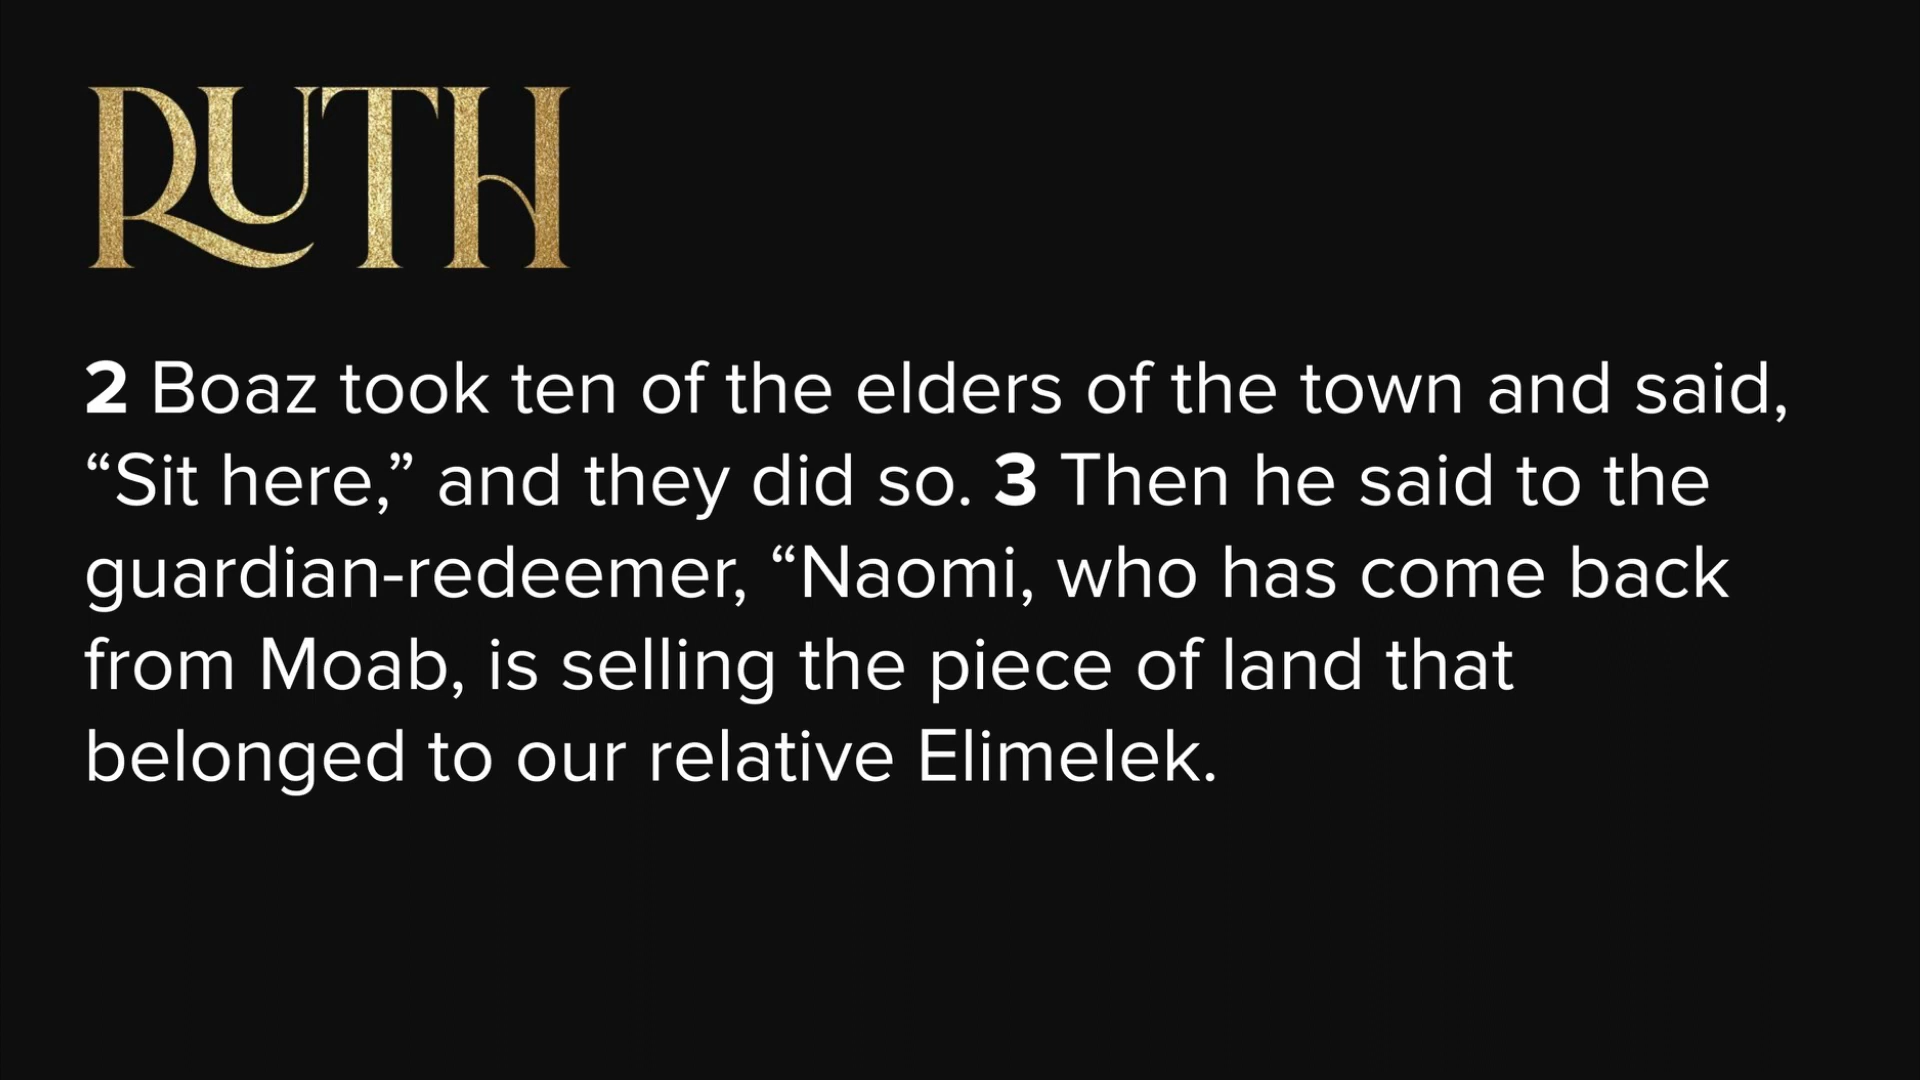 RUTH
2 Boaz took ten of the elders of the town and said,
“Sit here,” and they did so. 3 Then he said to the
guardian-redeemer, “Naomi, who has come back
from Moab, is selling the piece of land that
belonged to our relative Elimelek.